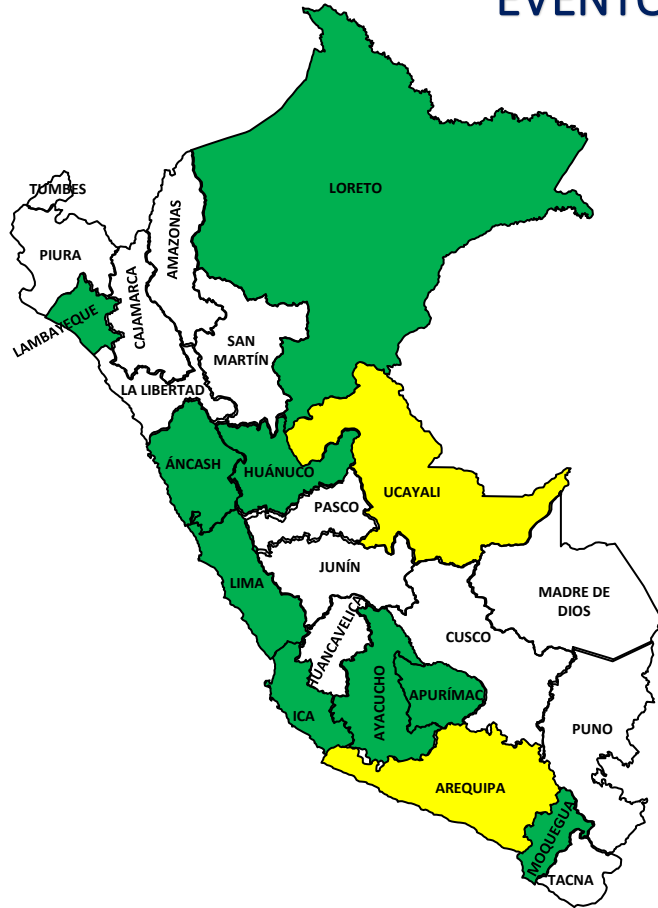 EVENTO
LORETO
TUMBES
AMAZONAS
PIURA
CAJAMARCA
LAMBAYEQUE
SAN
MARTÍN
LA LIBERTAD
ÁNCASH
HUÁNUCO
UCAYALI
PASCO
JUNÍN
LIMA
MADRE DE
DIOS
HUANCAVELICA
CUSCO
AYACUCHO
APURÍMAC
ICA
PUNO
AREQUIPA
MOQUEGUA
TACNA